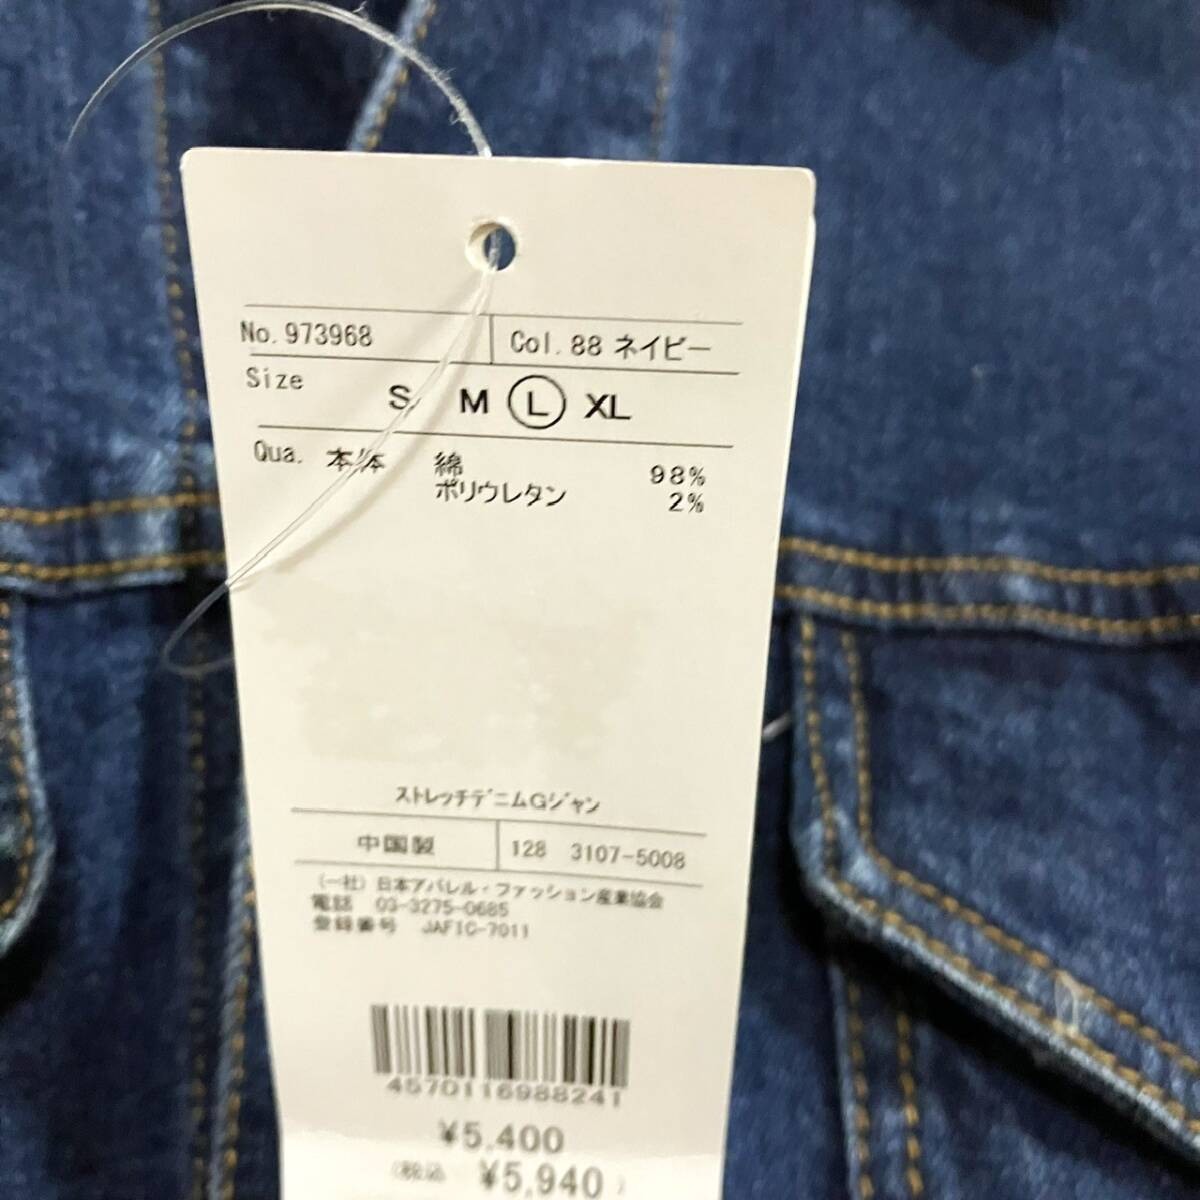 No. 973968 Col. 88 ネイビー
Size S M L XL
Qua. 本体 綿 98%
ポリウレタン 2%
ストレッチデニムGジャン
中国製 128 3107-5008
(一社)日本アパレル・ファッション産業協会
電話 03-3275-0685
登録番号 JAFIC-7011
4570116988241
¥5,400
(税込 ¥5,940)